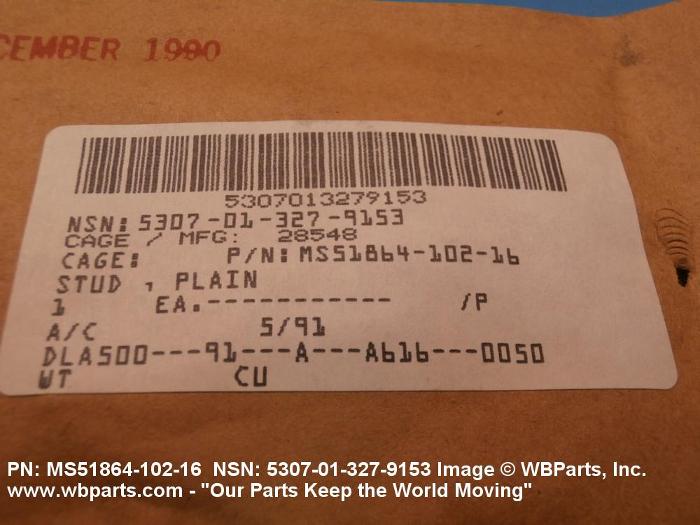 CEMBER 1990
5307013279153
NSN: 5307-01-327-9153
CAGE / MFG: 28548
CAGE: P/N: MS51864-102-16
STUD , PLAIN
1 EA.------------ /P
A/C 5/91
DLA500---91---A---A616---0050
WT CU
PN: MS51864-102-16 NSN: 5307-01-327-9153 Image © WBParts, Inc.
www.wbparts.com - "Our Parts Keep the World Moving"